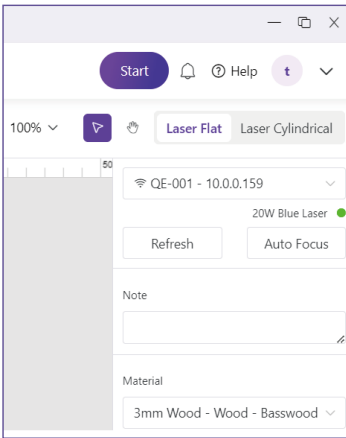 Start
Help
t
100%
Laser Flat
Laser Cylindrical
50
QE-001 - 10.0.0.159
20W Blue Laser
Refresh
Auto Focus
Note
Material
3mm Wood - Wood - Basswood